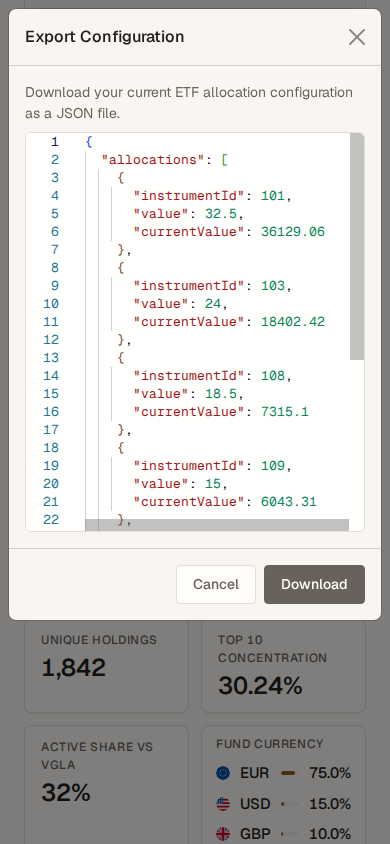 Export Configuration
Download your current ETF allocation configuration
as a JSON file.
1 {
2 "allocations": [
3 {
4 "instrumentId": 101,
5 "value": 32.5,
6 "currentValue": 36129.06
7 },
8 {
9 "instrumentId": 103,
10 "value": 24,
11 "currentValue": 18402.42
12 },
13 {
14 "instrumentId": 108,
15 "value": 18.5,
16 "currentValue": 7315.1
17 },
18 {
19 "instrumentId": 109,
20 "value": 15,
21 "currentValue": 6043.31
22 },
Cancel Download
UNIQUE HOLDINGS
1,842
TOP 10
CONCENTRATION
30.24%
ACTIVE SHARE VS
VGLA
32%
FUND CURRENCY
EUR 75.0%
USD 15.0%
GBP 10.0%